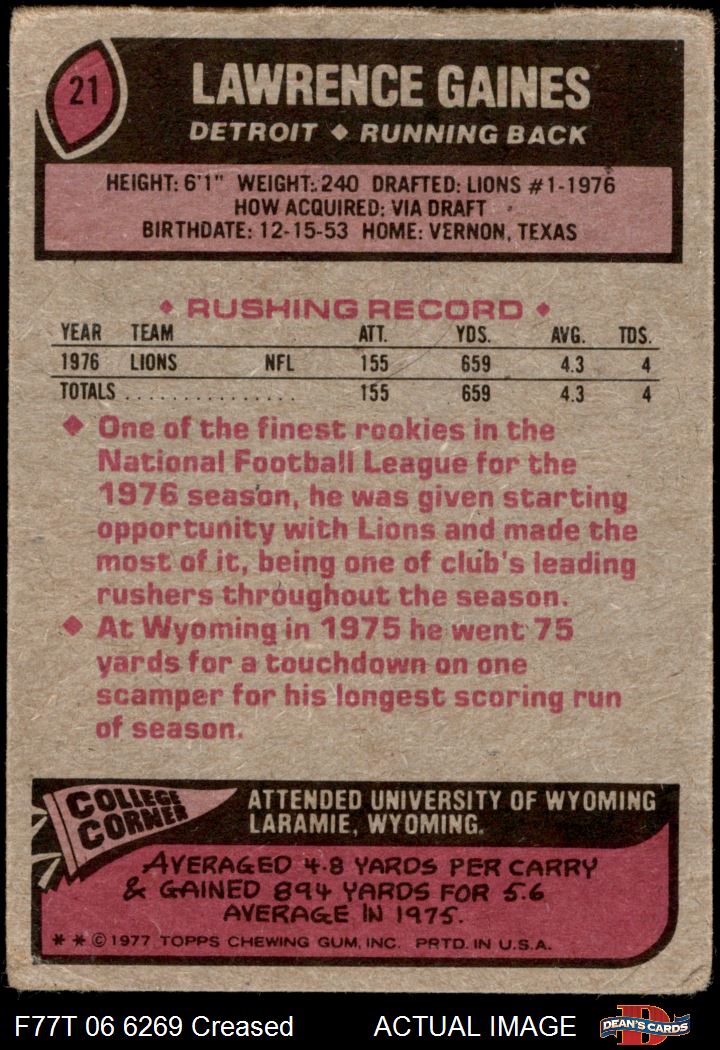 21
LAWRENCE GAINES
DETROIT ◆ RUNNING BACK
HEIGHT: 6'1" WEIGHT: 240 DRAFTED: LIONS #1-1976
HOW ACQUIRED: VIA DRAFT
BIRTHDATE: 12-15-53 HOME: VERNON, TEXAS
◆ RUSHING RECORD ◆
YEAR TEAM ATT. YDS. AVG. TDS.
1976 LIONS NFL 155 659 4.3 4
TOTALS . . . . . . . . . . . . . . . 155 659 4.3 4
◆ One of the finest rookies in the
National Football League for the
1976 season, he was given starting
opportunity with Lions and made the
most of it, being one of club's leading
rushers throughout the season.
◆ At Wyoming in 1975 he went 75
yards for a touchdown on one
scamper for his longest scoring run
of season.
COLLEGE
CORNER
ATTENDED UNIVERSITY OF WYOMING
LARAMIE, WYOMING.
AVERAGED 4.8 YARDS PER CARRY
& GAINED 894 YARDS FOR 5.6
AVERAGE IN 1975.
* * © 1977 TOPPS CHEWING GUM, INC. PRTD. IN U.S.A.
F77T 06 6269 Creased ACTUAL IMAGE
DEAN'S CARDS